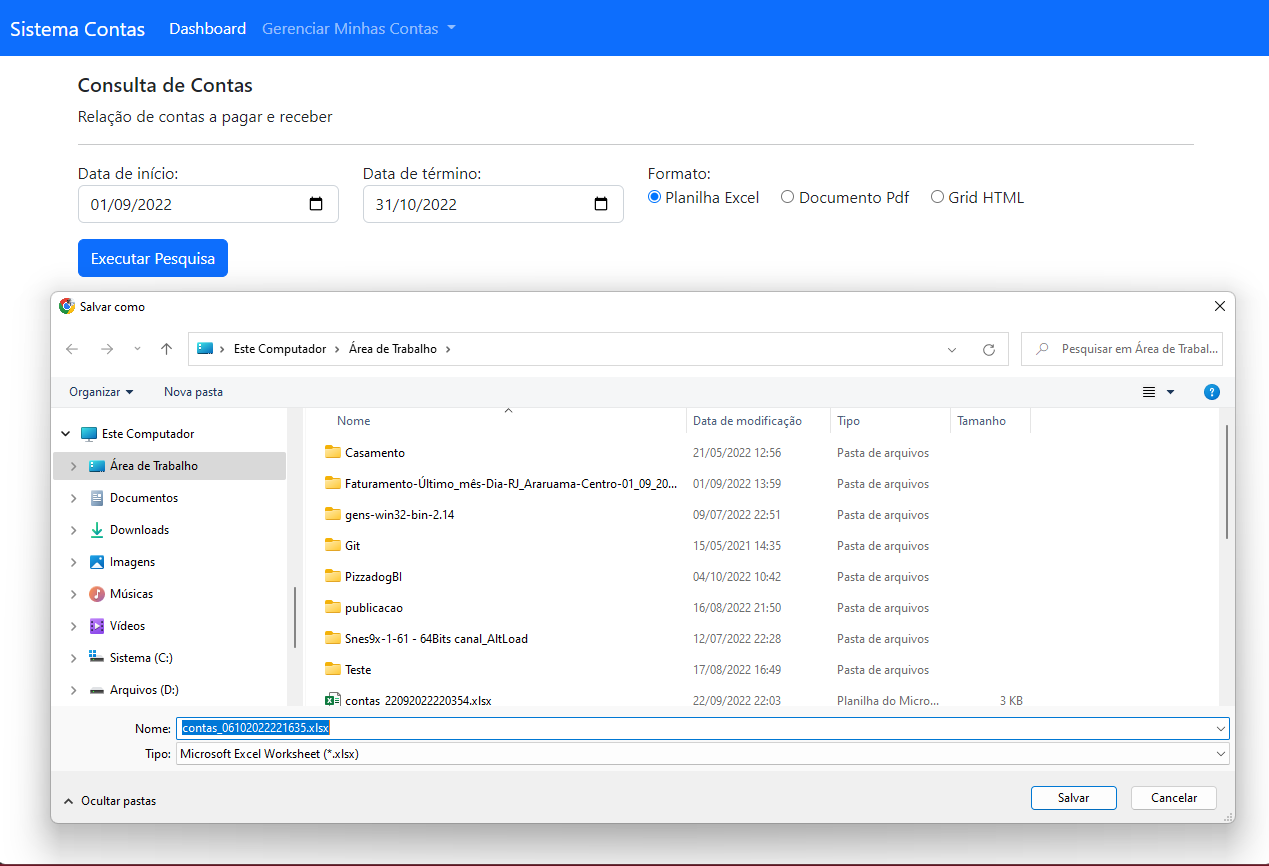 Sistema Contas Dashboard Gerenciar Minhas Contas
Consulta de Contas
Relação de contas a pagar e receber
Data de início: Data de término: Formato:
01/09/2022 31/10/2022 Planilha Excel Documento Pdf Grid HTML
Executar Pesquisa
Salvar como
Este Computador Área de Trabalho Pesquisar em Área de Trabal...
Organizar Nova pasta
Nome Data de modificação Tipo Tamanho
Este Computador
Área de Trabalho
Documentos
Downloads
Imagens
Músicas
Vídeos
Sistema (C:)
Arquivos (D:)
Casamento 21/05/2022 12:56 Pasta de arquivos
Faturamento-Último_mês-Dia-RJ_Araruama-Centro-01_09_20... 01/09/2022 13:59 Pasta de arquivos
gens-win32-bin-2.14 09/07/2022 22:51 Pasta de arquivos
Git 15/05/2021 14:35 Pasta de arquivos
PizzadogBI 04/10/2022 10:42 Pasta de arquivos
publicacao 16/08/2022 21:50 Pasta de arquivos
Snes9x-1-61 - 64Bits canal_AltLoad 12/07/2022 22:28 Pasta de arquivos
Teste 17/08/2022 16:49 Pasta de arquivos
contas_22092022220354.xlsx 22/09/2022 22:03 Planilha do Micro... 3 KB
Nome: contas_06102022221635.xlsx
Tipo: Microsoft Excel Worksheet (*.xlsx)
Ocultar pastas Salvar Cancelar